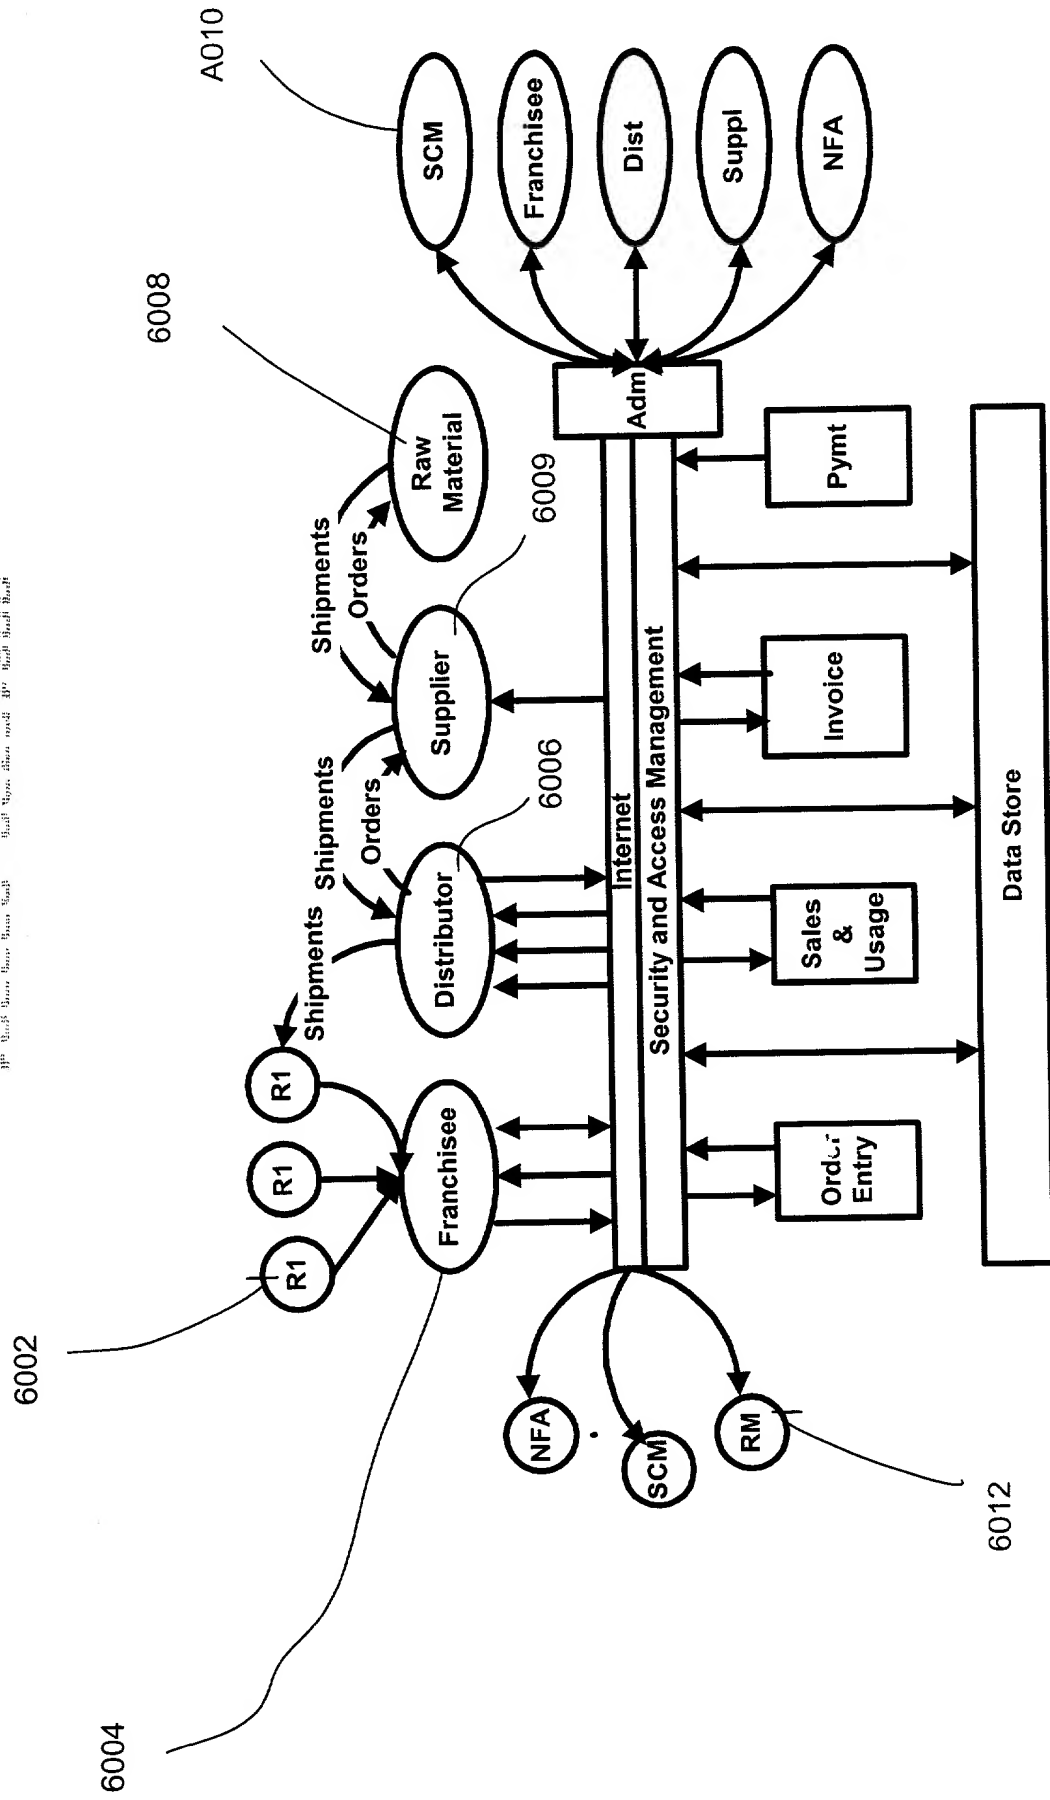 6004
6002
R1
R1
R1
Shipments
Shipments
Shipments
Orders
Orders
6008
A010
Franchisee
Distributor
Supplier
Raw
Material
6006
6009
NFA
SCM
RM
6012
Internet
Security and Access Management
Adm
SCM
Franchisee
Dist
Suppl
NFA
Order
Entry
Sales
&
Usage
Invoice
Pymt
Data Store